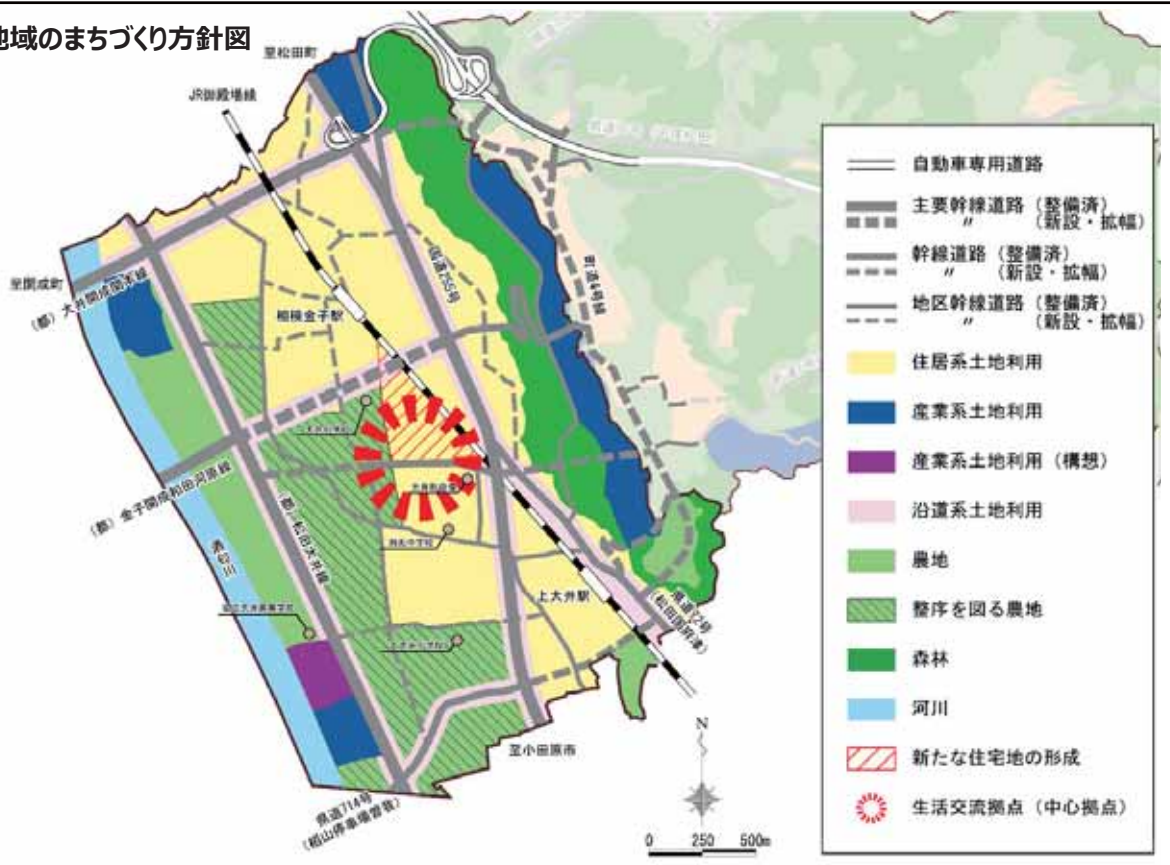 地域のまちづくり方針図
至松田町
JR御殿場線
至開成町
(都)大井開成関本線
相模金子駅
国道255号
町道4号線
(都)金子開成和田河原線
(都)松田大井線
酒匂川
上大井駅
県道72号
(松田国府津)
県道714号
(栢山停車場曽我)
至小田原市
N
0 250 500m
自動車専用道路
主要幹線道路(整備済)
〃 (新設・拡幅)
幹線道路(整備済)
〃 (新設・拡幅)
地区幹線道路(整備済)
〃 (新設・拡幅)
住居系土地利用
産業系土地利用
産業系土地利用(構想)
沿道系土地利用
農地
整序を図る農地
森林
河川
新たな住宅地の形成
生活交流拠点(中心拠点)